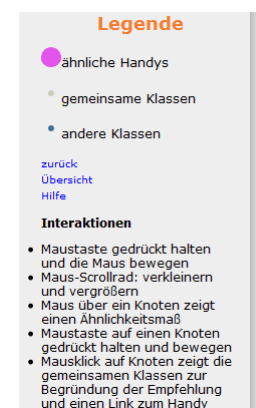 Legende
ähnliche Handys
gemeinsame Klassen
andere Klassen
zurück
Übersicht
Hilfe
Interaktionen
• Maustaste gedrückt halten
und die Maus bewegen
• Maus-Scrollrad: verkleinern
und vergrößern
• Maus über ein Knoten zeigt
einen Ähnlichkeitsmaß
• Maustaste auf einen Knoten
gedrückt halten und bewegen
• Mausklick auf Knoten zeigt die
gemeinsamen Klassen zur
Begründung der Empfehlung
und einen Link zum Handy